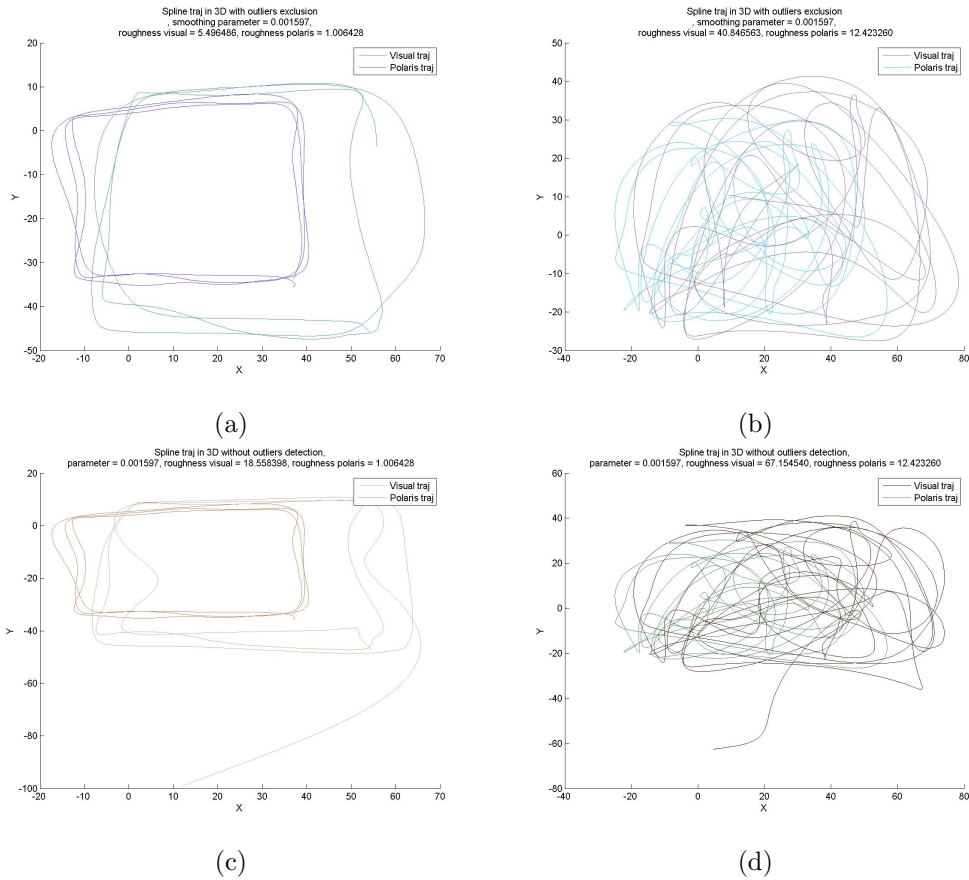 Spline traj in 3D with outliers exclusion
, smoothing parameter = 0.001597,
roughness visual = 5.496486, roughness polaris = 1.006428
Visual traj
Polaris traj
20
10
0
-10
-20
-30
-40
-50
Y
-20
-10
0
10
20
30
40
50
60
70
X
(a)
Spline traj in 3D with outliers exclusion
, smoothing parameter = 0.001597,
roughness visual = 40.846563, roughness polaris = 12.423260
Visual traj
Polaris traj
50
40
30
20
10
0
-10
-20
-30
Y
-40
-20
0
20
40
60
80
X
(b)
Spline traj in 3D without outliers detection,
parameter = 0.001597, roughness visual = 18.558398, roughness polaris = 1.006428
Visual traj
Polaris traj
20
0
-20
-40
-60
-80
-100
Y
-20
-10
0
10
20
30
40
50
60
70
X
(c)
Spline traj in 3D without outliers detection,
parameter = 0.001597, roughness visual = 67.154540, roughness polaris = 12.423260
Visual traj
Polaris traj
60
40
20
0
-20
-40
-60
-80
Y
-40
-20
0
20
40
60
80
X
(d)